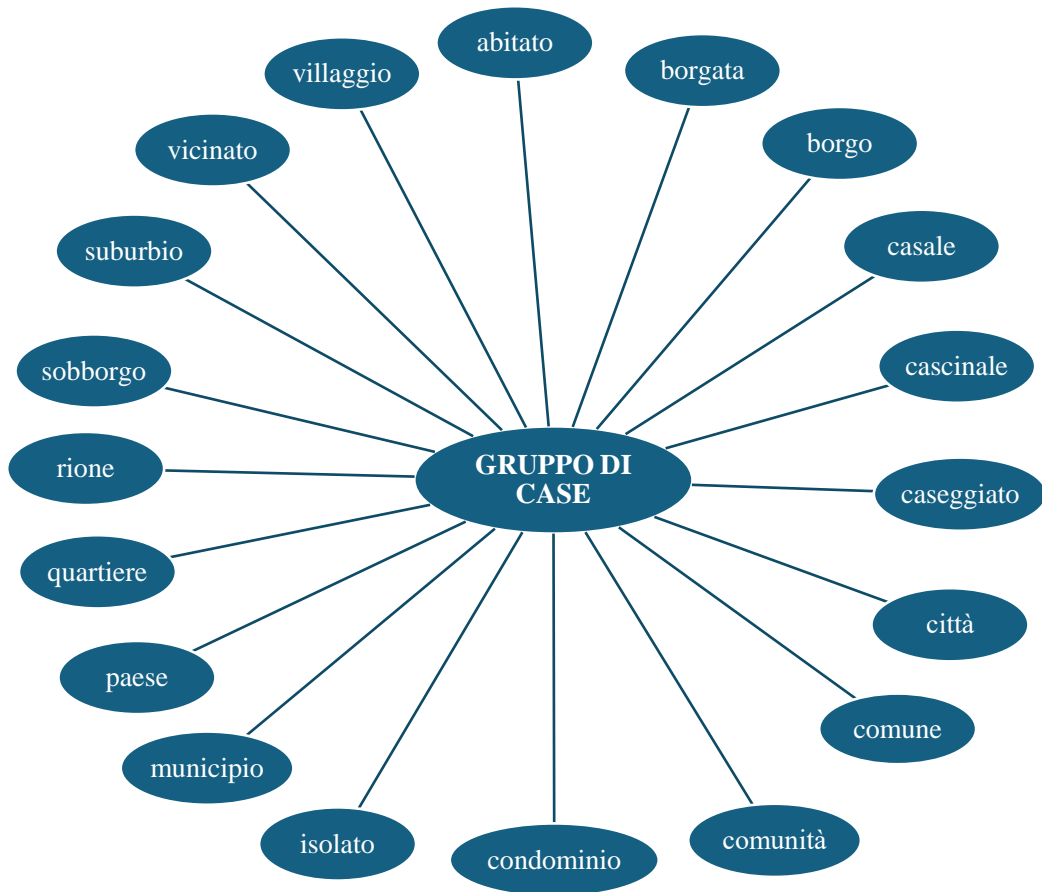 abitato
borgata
borgo
casale
cascinale
caseggiato
città
comune
comunità
condominio
isolato
municipio
paese
quartiere
rione
sobborgo
suburbio
vicinato
villaggio
GRUPPO DI
CASE